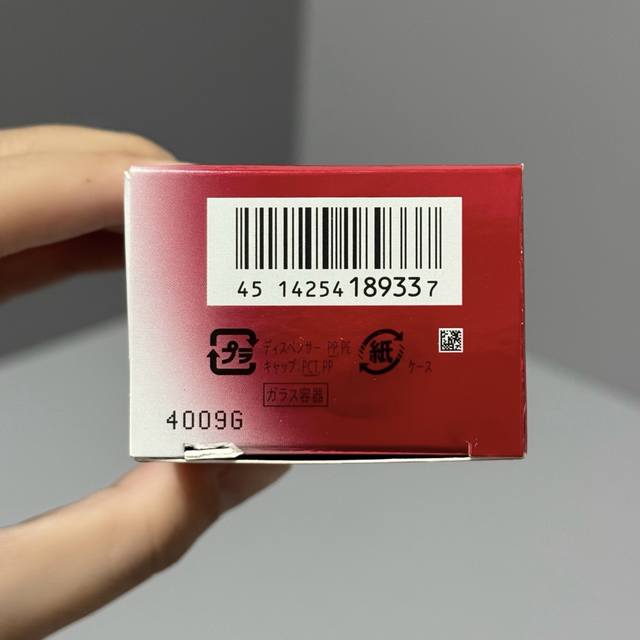 45 14254 18933 7
プラ
ディスペンサー:PP,PE
キャップ:PCT,PP
紙
ケース
ガラス容器
4009G